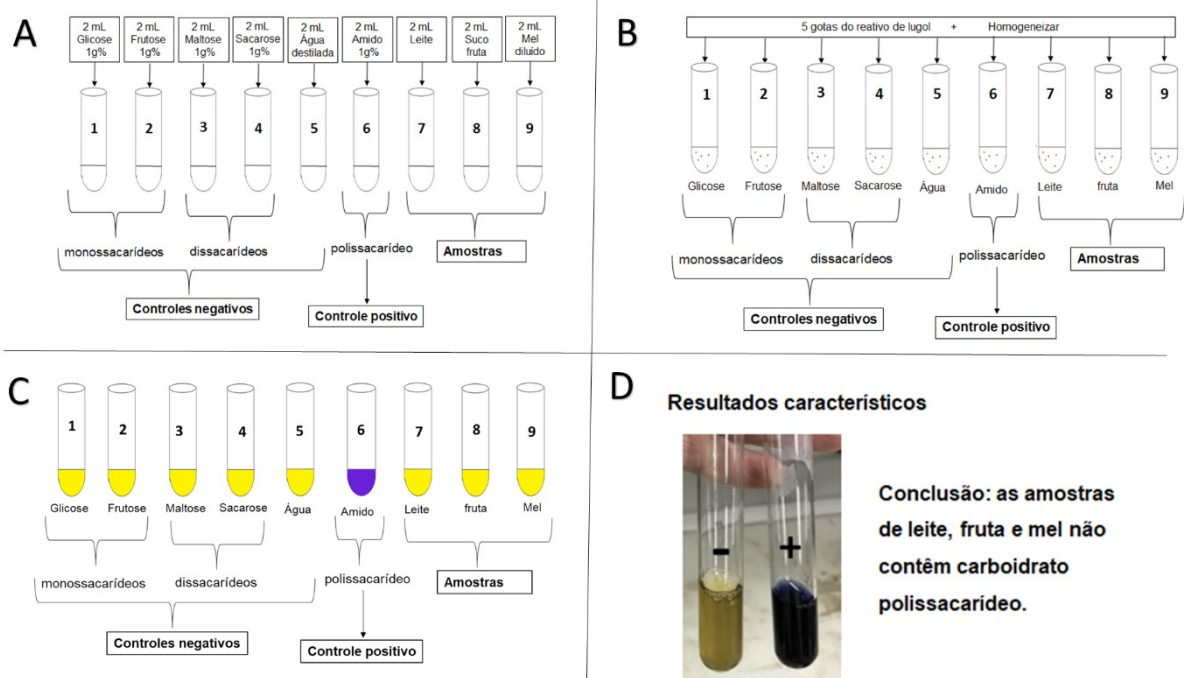 A
2 mL
Glicose
1g%
2 mL
Frutose
1g%
2 mL
Maltose
1g%
2 mL
Sacarose
1g%
2 mL
Água
destilada
2 mL
Amido
1g%
2 mL
Leite
2 mL
Suco
fruta
2 mL
Mel
diluído
1 2 3 4 5 6 7 8 9
monossacarídeos dissacarídeos polissacarídeo Amostras
Controles negativos Controle positivo
B
5 gotas do reativo de lugol + Homogeneizar
1 2 3 4 5 6 7 8 9
Glicose Frutose Maltose Sacarose Água Amido Leite fruta Mel
monossacarídeos dissacarídeos polissacarídeo Amostras
Controles negativos Controle positivo
C
1 2 3 4 5 6 7 8 9
Glicose Frutose Maltose Sacarose Água Amido Leite fruta Mel
monossacarídeos dissacarídeos polissacarídeo Amostras
Controles negativos Controle positivo
D
Resultados característicos
- +
Conclusão: as amostras
de leite, fruta e mel não
contêm carboidrato
polissacarídeo.